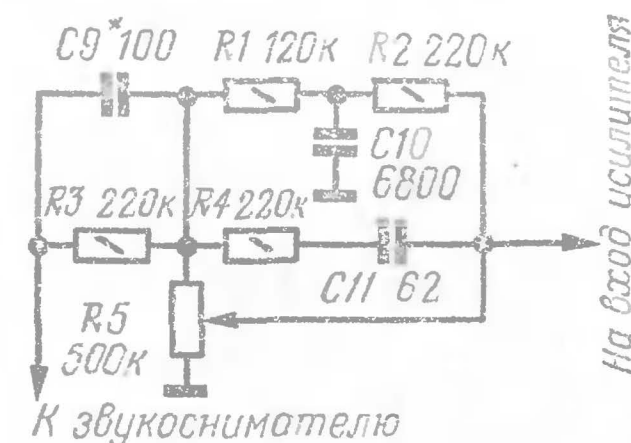 C9* 100
R1 120к
R2 220к
C10
6800
R3 220к
R4 220к
C11 62
R5
500к
К звукоснимателю
На вход усилителя